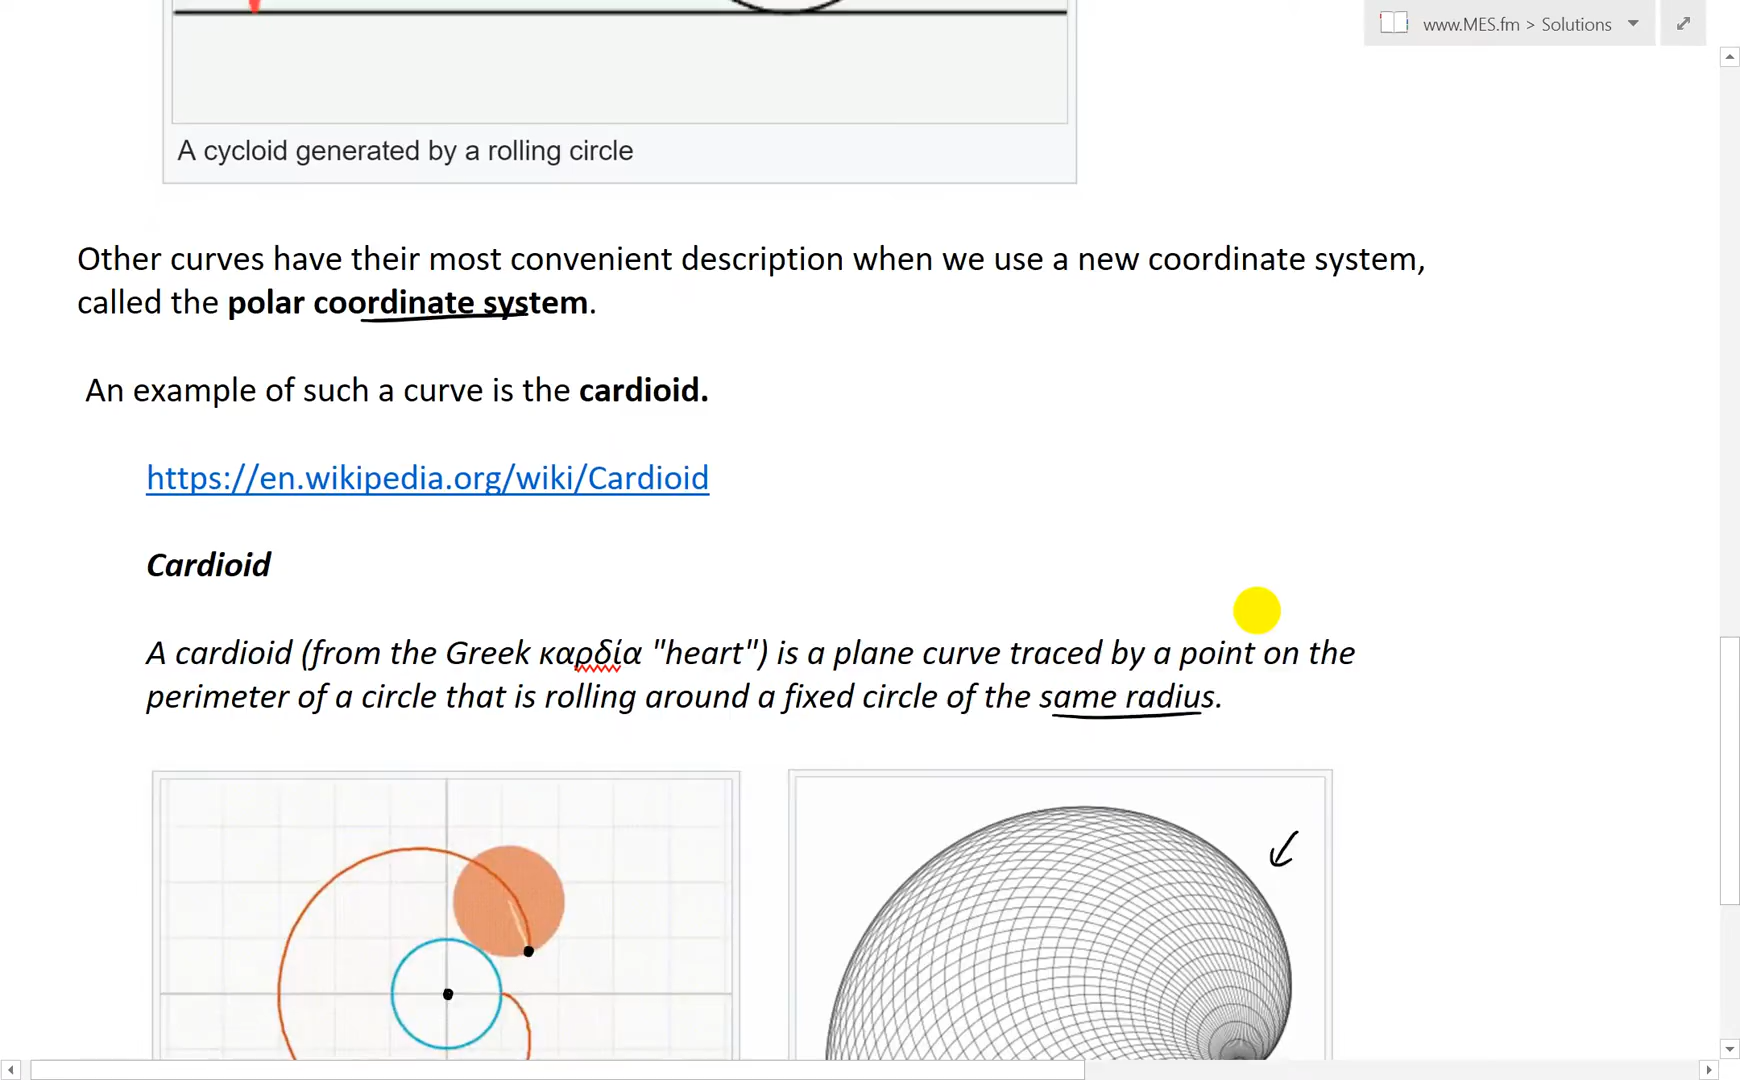 www.MES.fm > Solutions
A cycloid generated by a rolling circle
Other curves have their most convenient description when we use a new coordinate system,
called the polar coordinate system.
An example of such a curve is the cardioid.
https://en.wikipedia.org/wiki/Cardioid
Cardioid
A cardioid (from the Greek καρδία "heart") is a plane curve traced by a point on the
perimeter of a circle that is rolling around a fixed circle of the same radius.